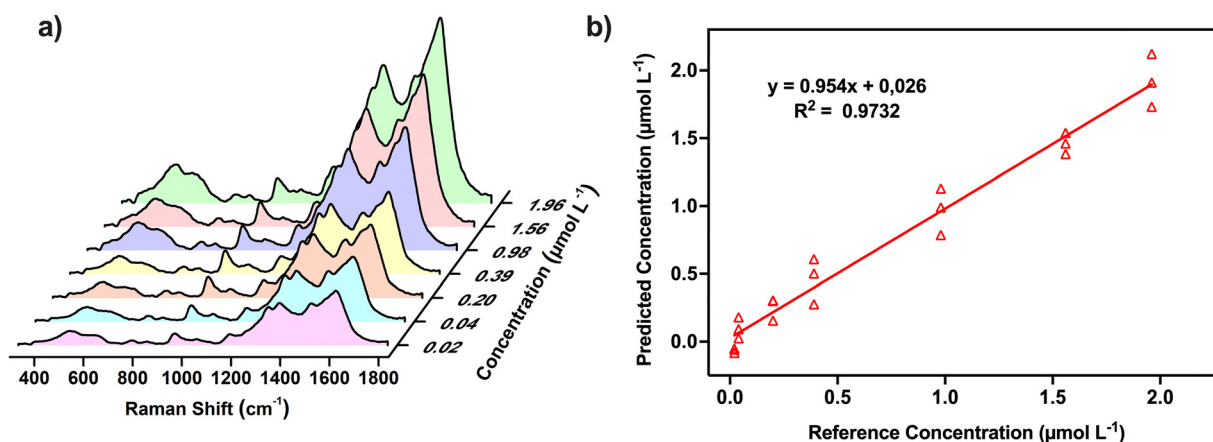 a)
1.96
1.56
0.98
0.39
0.20
0.04
0.02
Concentration (µmol L⁻¹)
400 600 800 1000 1200 1400 1600 1800
Raman Shift (cm⁻¹)
b)
y = 0.954x + 0,026
R² = 0.9732
Predicted Concentration (µmol L⁻¹)
2.0
1.5
1.0
0.5
0.0
0.0 0.5 1.0 1.5 2.0
Reference Concentration (µmol L⁻¹)